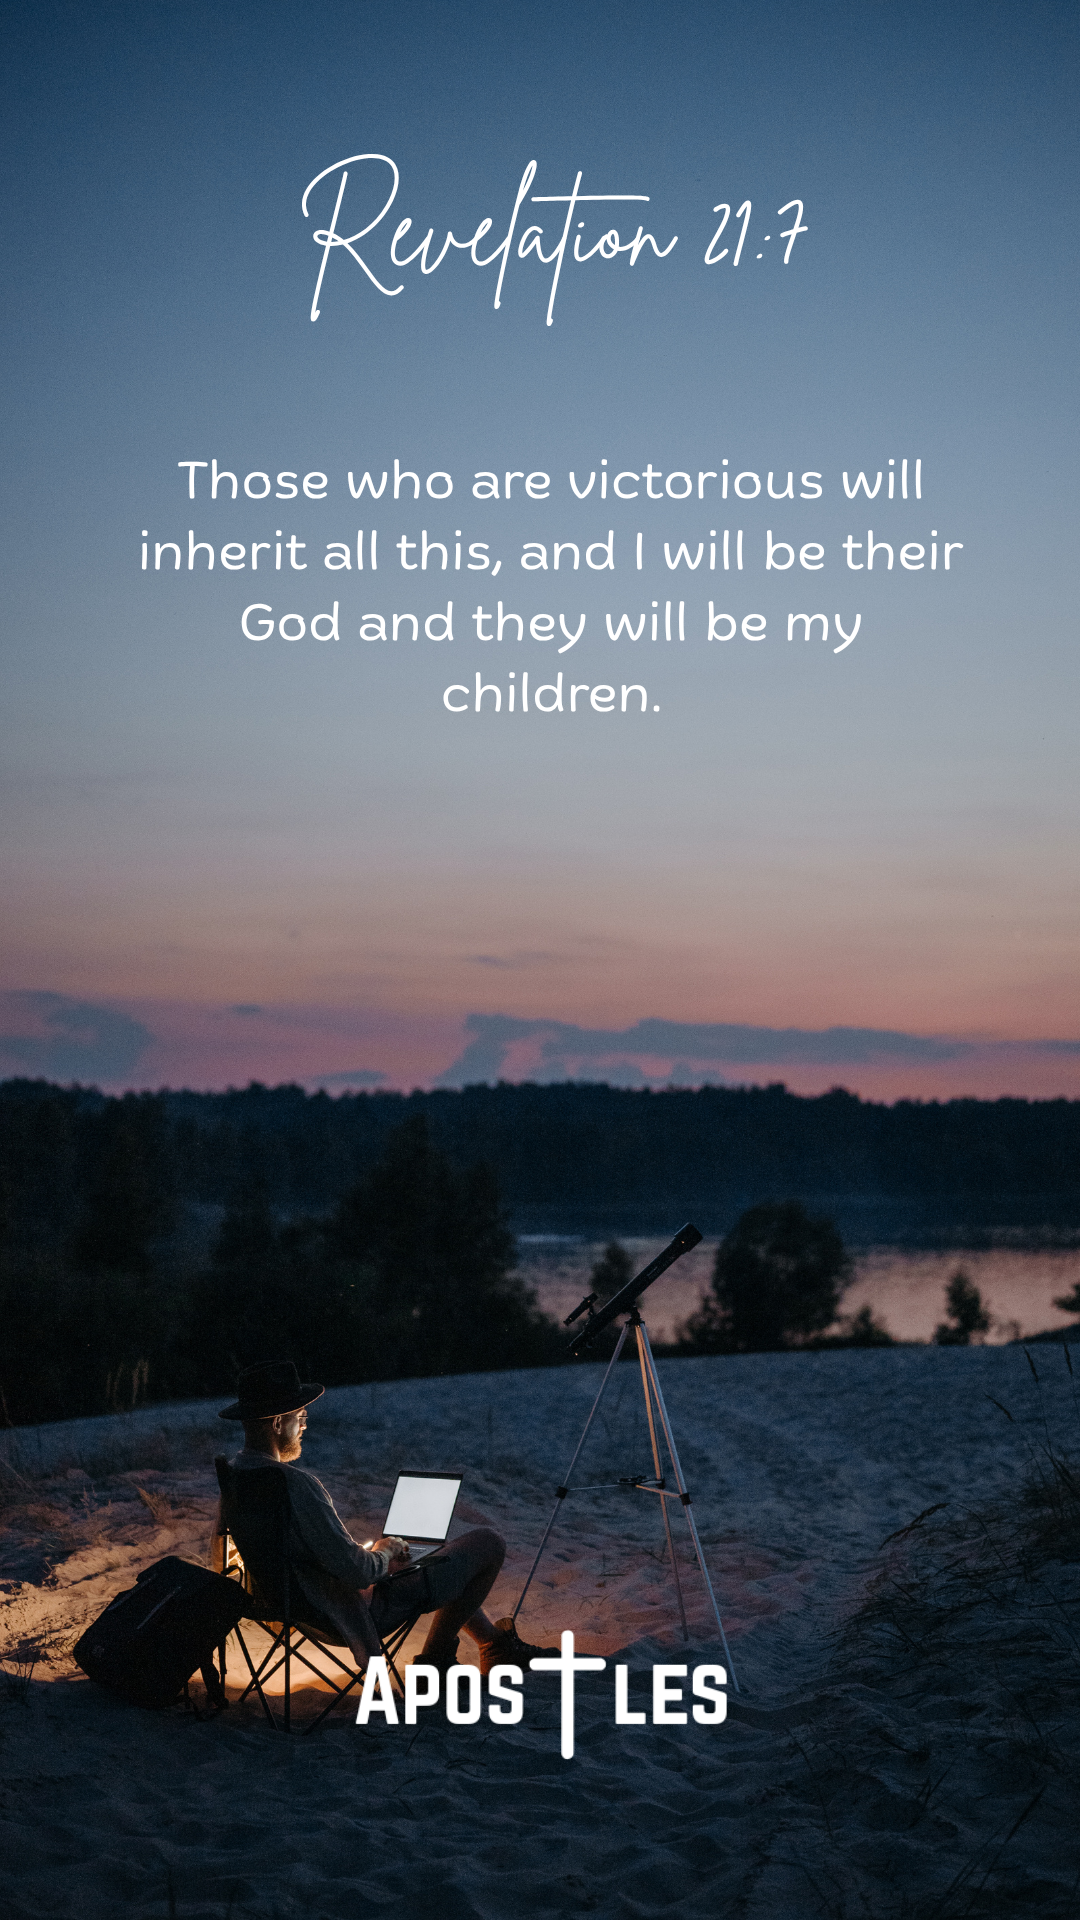 Revelation 21:7
Those who are victorious will
inherit all this, and I will be their
God and they will be my
children.
APOSTLES